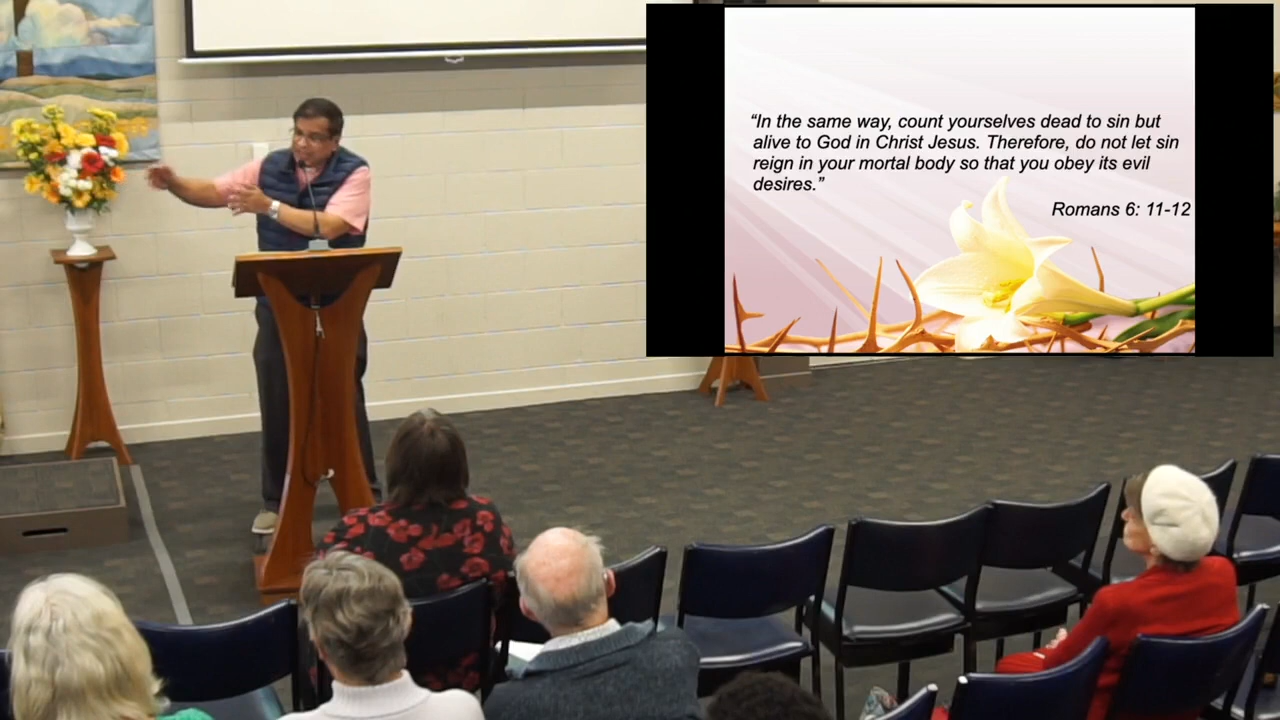 “In the same way, count yourselves dead to sin but
alive to God in Christ Jesus. Therefore, do not let sin
reign in your mortal body so that you obey its evil
desires.”
Romans 6: 11-12